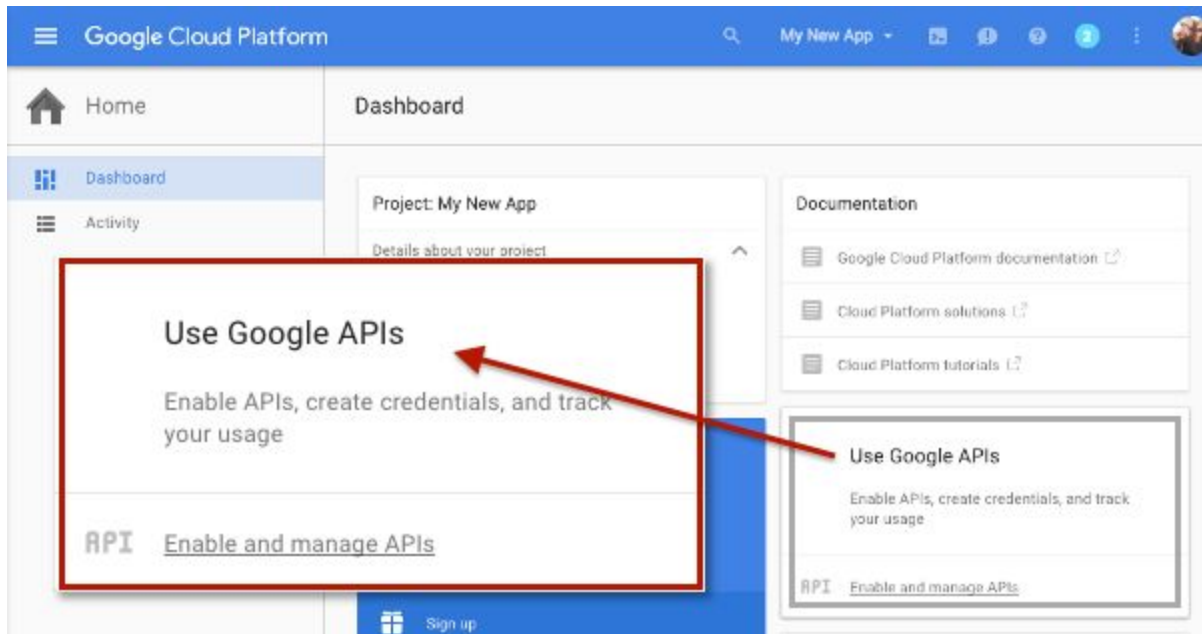 Google Cloud Platform
My New App
2
Home
Dashboard
Dashboard
Activity
Project: My New App
Details about your project
Documentation
Google Cloud Platform documentation
Cloud Platform solutions
Cloud Platform tutorials
Use Google APIs
Enable APIs, create credentials, and track
your usage
API Enable and manage APIs
Use Google APIs
Enable APIs, create credentials, and track
your usage
API Enable and manage APIs
Sign up